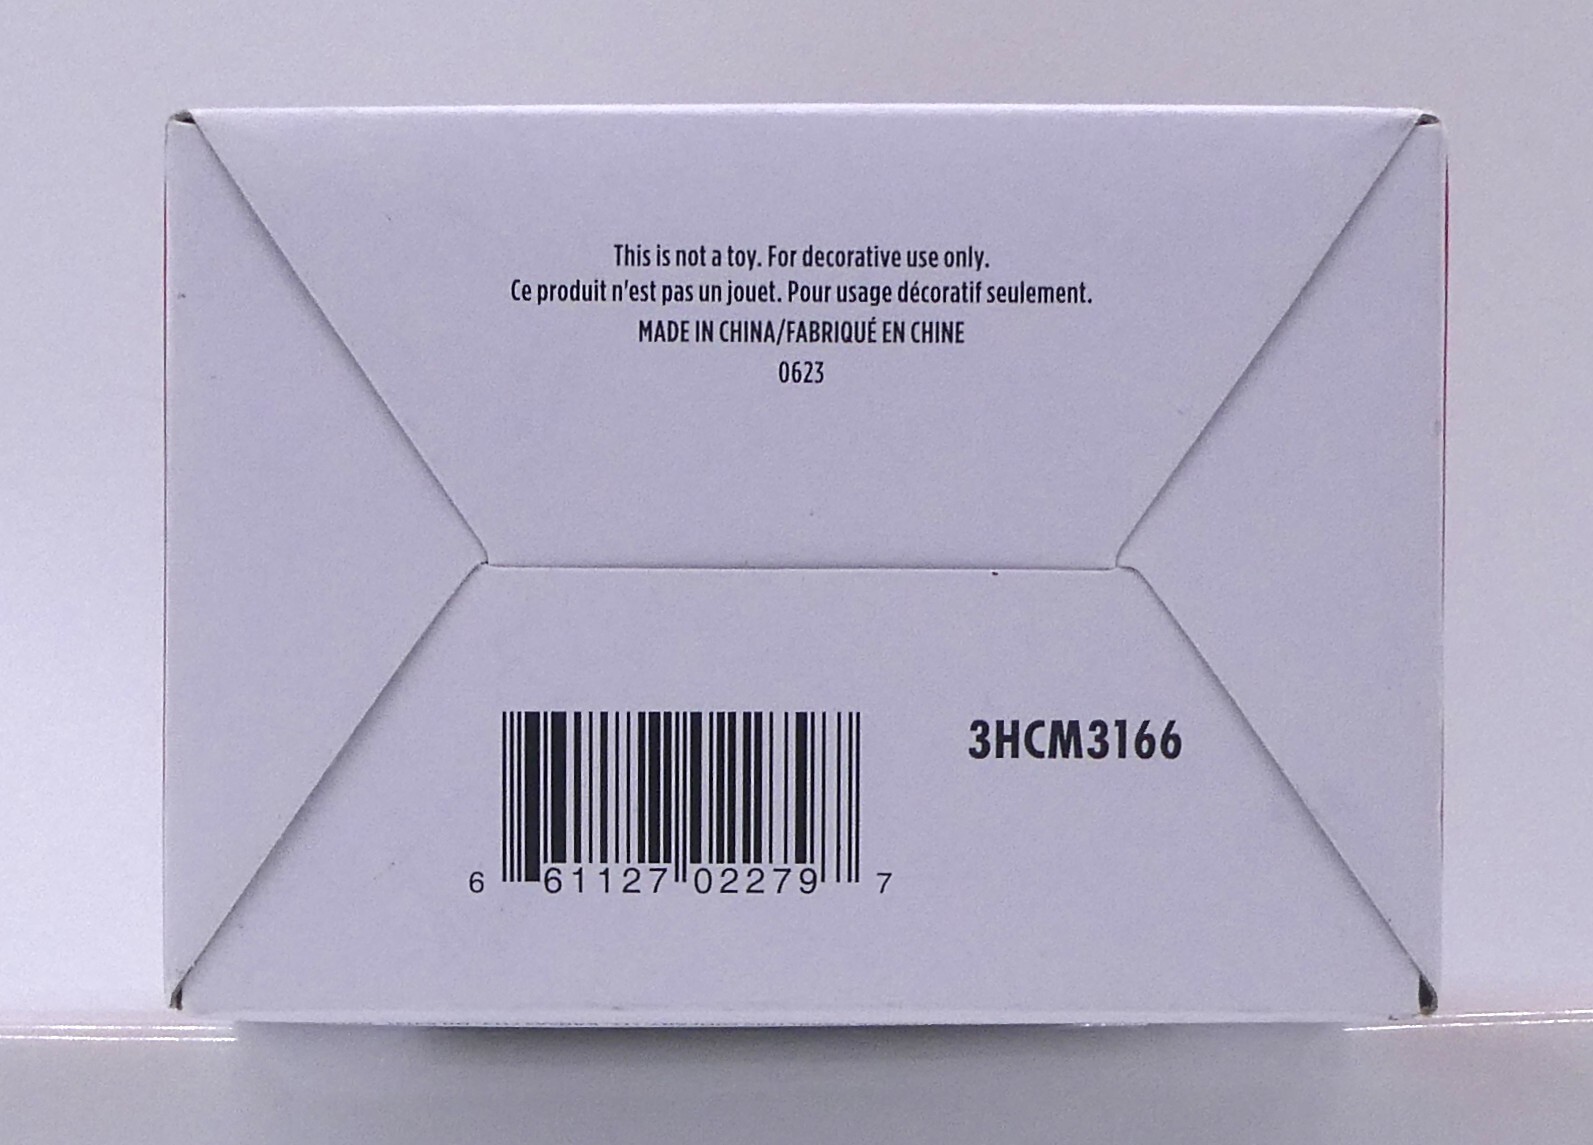 This is not a toy. For decorative use only.
Ce produit n'est pas un jouet. Pour usage décoratif seulement.
MADE IN CHINA/FABRIQUÉ EN CHINE
0623
3HCM3166
6 61127 02279 7